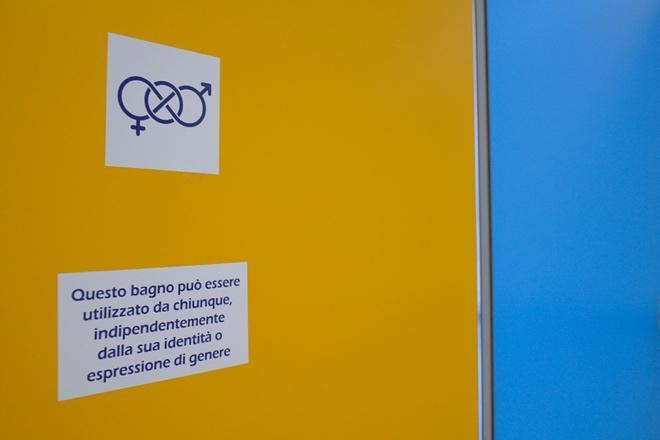 Questo bagno può essere
utilizzato da chiunque,
indipendentemente
dalla sua identità o
espressione di genere